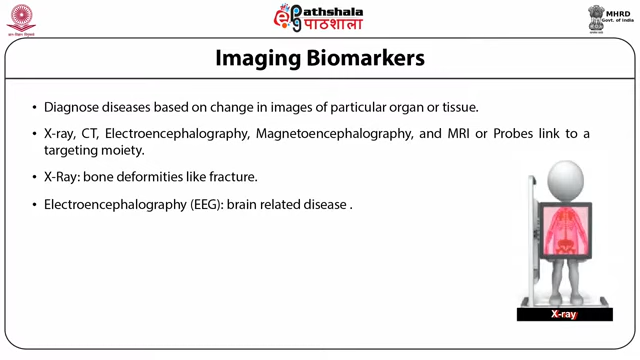 Pathshala
पाठशाला
MHRD
Govt. of India
Imaging Biomarkers
• Diagnose diseases based on change in images of particular organ or tissue.
• X-ray, CT, Electroencephalography, Magnetoencephalography, and MRI or Probes link to a
targeting moiety.
• X-Ray: bone deformities like fracture.
• Electroencephalography (EEG): brain related disease .
X-ray